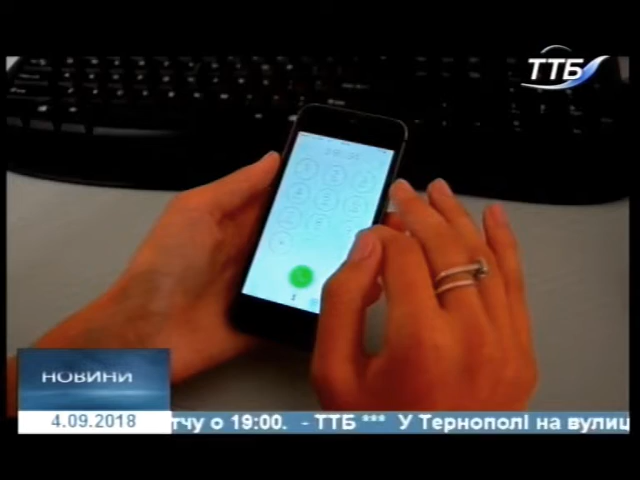 ТТБ
НОВИНИ
4.09.2018
тчу о 19:00. - ТТБ *** У Тернополі на вулиц